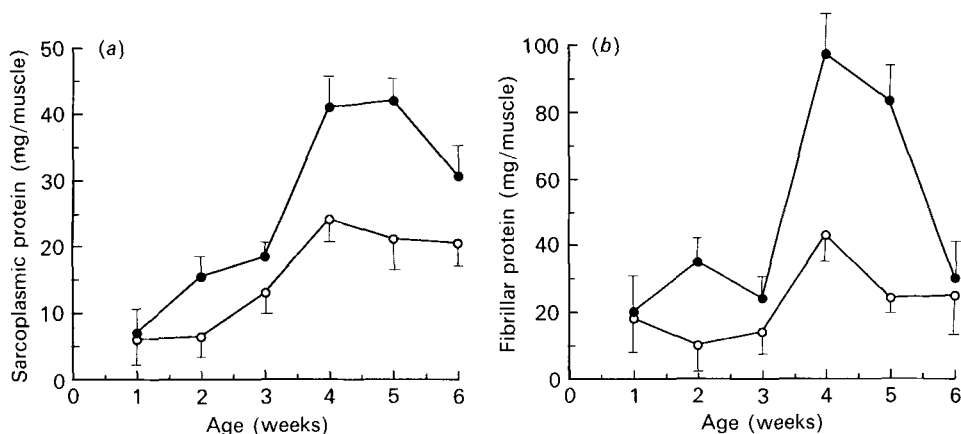 (a)
Sarcoplasmic protein (mg/muscle)
50
40
30
20
10
0
0 1 2 3 4 5 6
Age (weeks)
(b)
Fibrillar protein (mg/muscle)
100
80
60
40
20
0
0 1 2 3 4 5 6
Age (weeks)